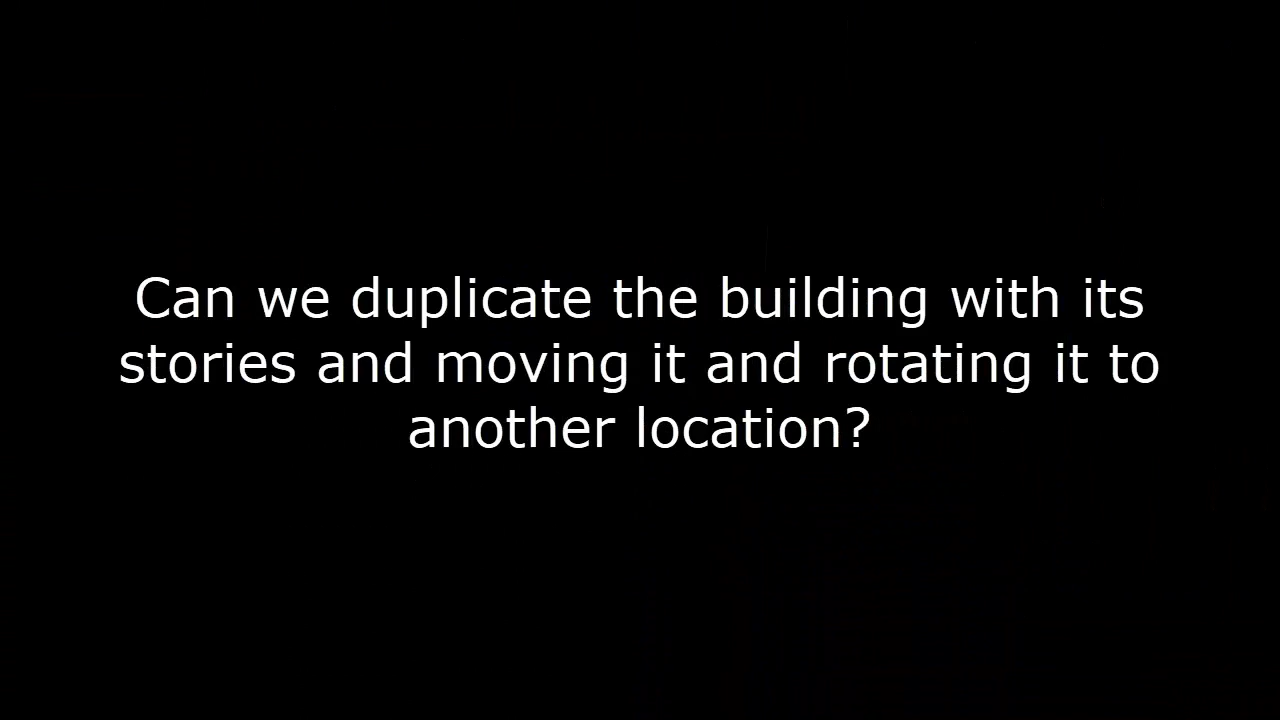 Can we duplicate the building with its
stories and moving it and rotating it to
another location?